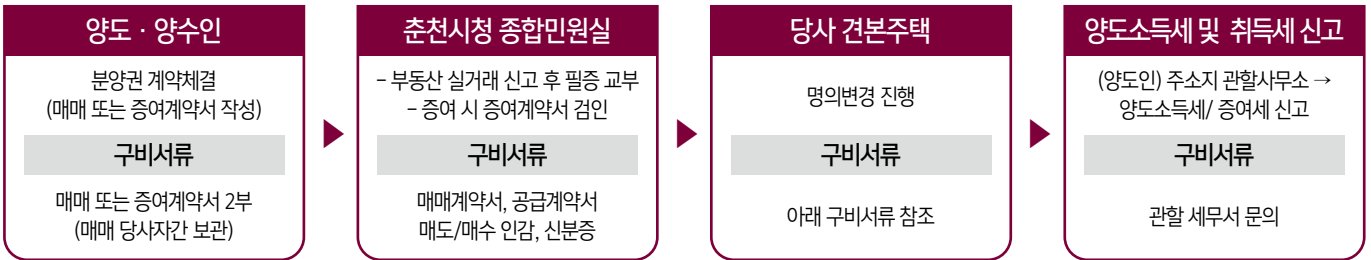 양도 · 양수인
분양권 계약체결
(매매 또는 증여계약서 작성)
구비서류
매매 또는 증여계약서 2부
(매매 당사자간 보관)
춘천시청 종합민원실
– 부동산 실거래 신고 후 필증 교부
– 증여 시 증여계약서 검인
구비서류
매매계약서, 공급계약서
매도/매수 인감, 신분증
당사 견본주택
명의변경 진행
구비서류
아래 구비서류 참조
양도소득세 및 취득세 신고
(양도인) 주소지 관할사무소 →
양도소득세/ 증여세 신고
구비서류
관할 세무서 문의